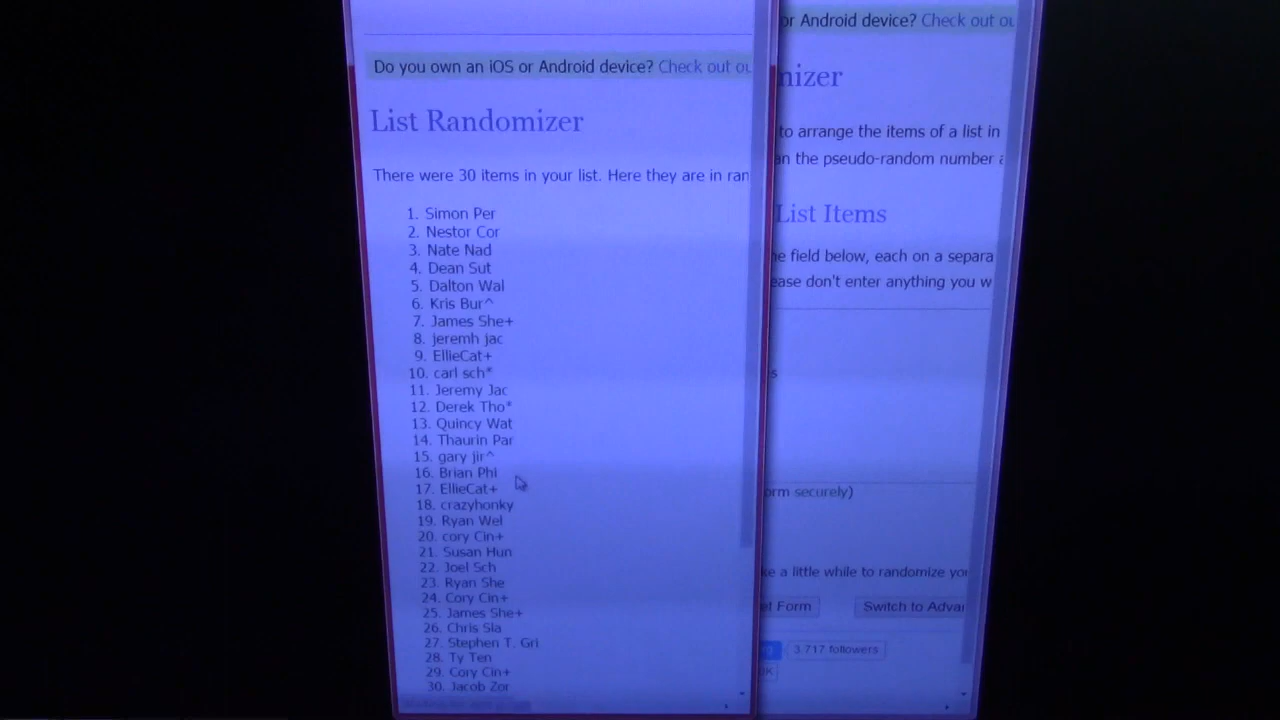 Do you own an iOS or Android device? Check out ou
List Randomizer
There were 30 items in your list. Here they are in ran
1. Simon Per
2. Nestor Cor
3. Nate Nad
4. Dean Sut
5. Dalton Wal
6. Kris Bur^
7. James She+
8. jeremh jac
9. EllieCat+
10. carl sch*
11. Jeremy Jac
12. Derek Tho*
13. Quincy Wat
14. Thaurin Par
15. gary jir^
16. Brian Phi
17. EllieCat+
18. crazyhonky
19. Ryan Wel
20. cory Cin+
21. Susan Hun
22. Joel Sch
23. Ryan She
24. Cory Cin+
25. James She+
26. Chris Sla
27. Stephen T. Gri
28. Ty Ten
29. Cory Cin+
30. Jacob Zor
or Android device? Check out ou
mizer
to arrange the items of a list in
an the pseudo-random number a
List Items
e field below, each on a separa
ease don't enter anything you w
s
orm securely)
ke a little while to randomize you
et Form
Switch to Advan
3 717 followers